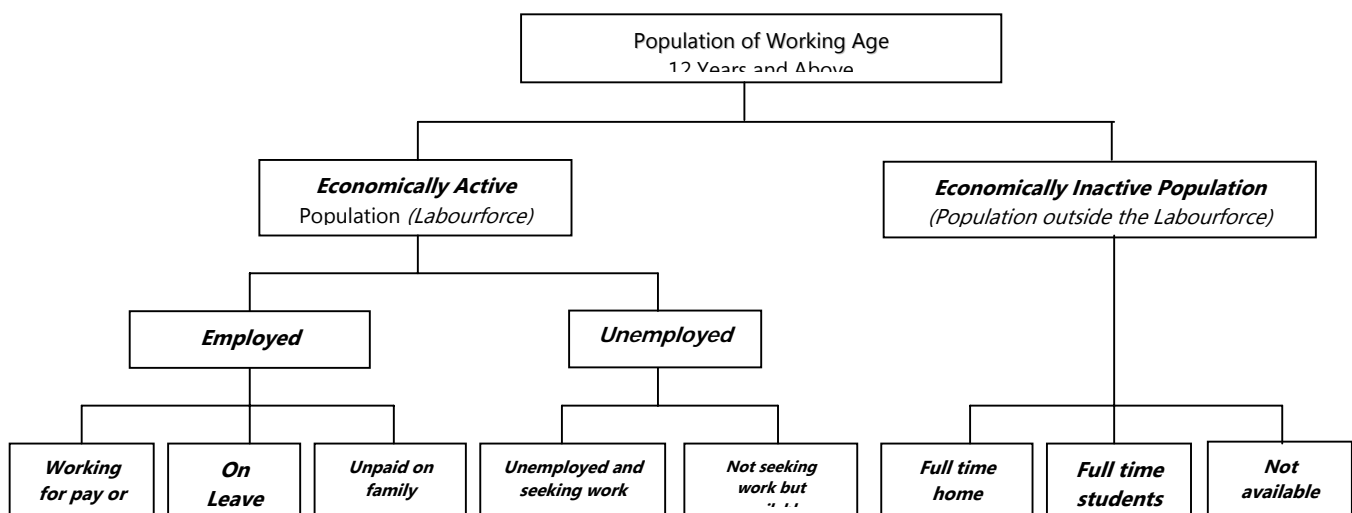 Population of Working Age
12 Years and Above
Economically Active
Population (Labourforce)
Economically Inactive Population
(Population outside the Labourforce)
Employed
Unemployed
Working
for pay or
On
Leave
Unpaid on
family
Unemployed and
seeking work
Not seeking
work but
Full time
home
Full time
students
Not
available